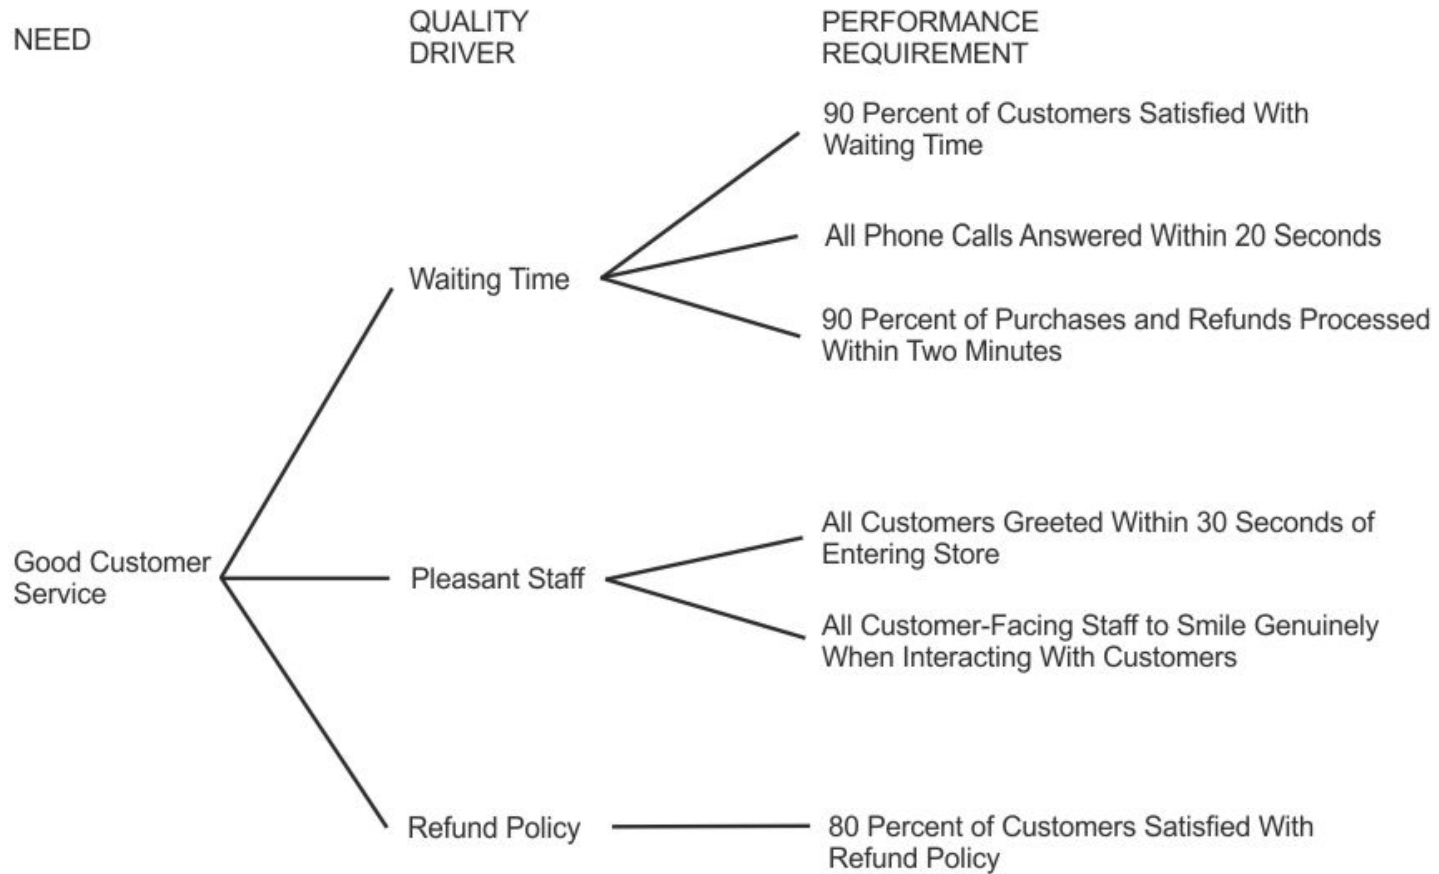 NEED
QUALITY
DRIVER
PERFORMANCE
REQUIREMENT
90 Percent of Customers Satisfied With
Waiting Time
All Phone Calls Answered Within 20 Seconds
Waiting Time
90 Percent of Purchases and Refunds Processed
Within Two Minutes
All Customers Greeted Within 30 Seconds of
Entering Store
Good Customer
Service
Pleasant Staff
All Customer-Facing Staff to Smile Genuinely
When Interacting With Customers
Refund Policy
80 Percent of Customers Satisfied With
Refund Policy